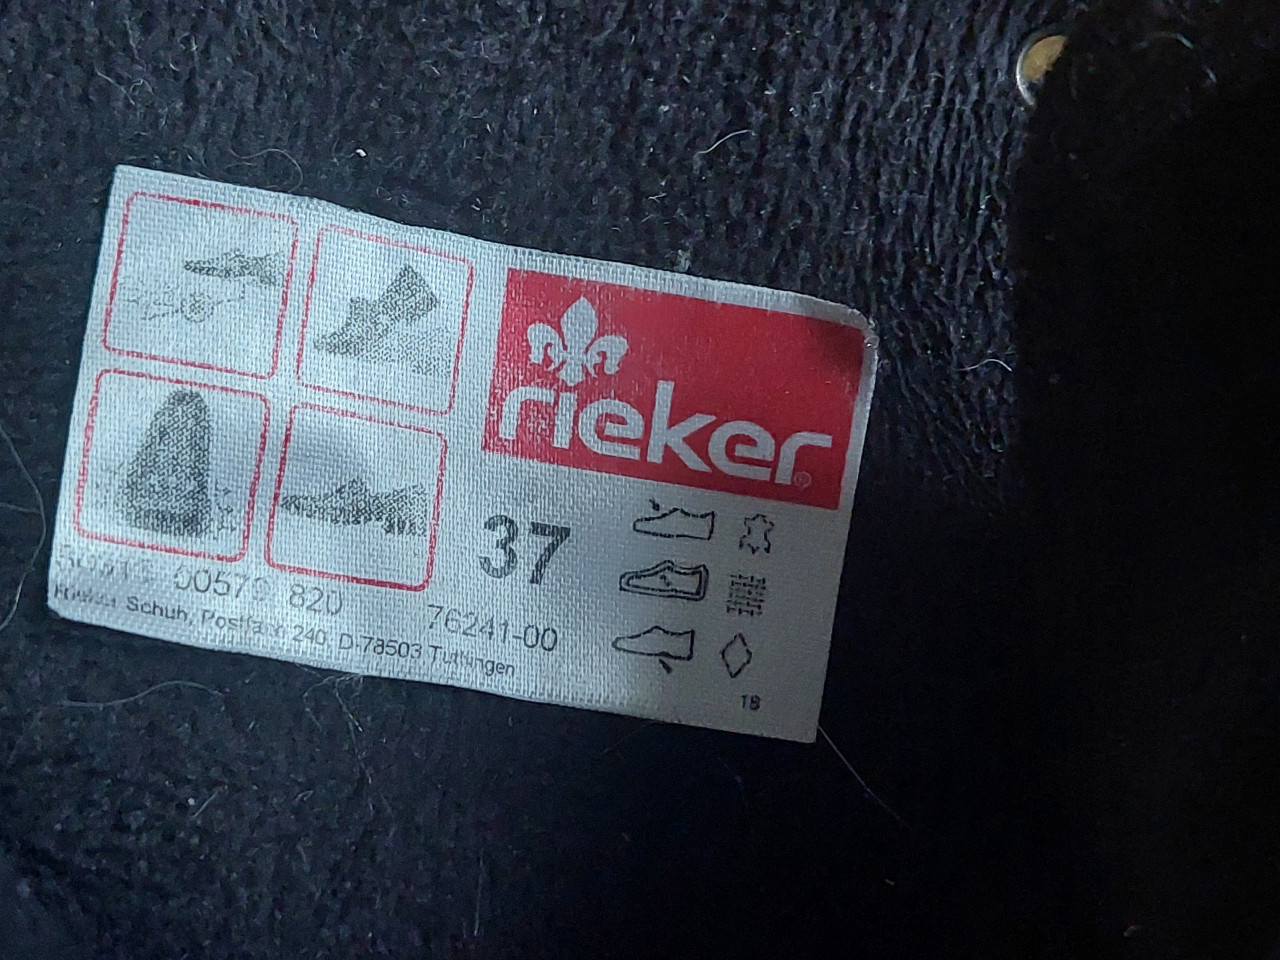 rieker®
37
820
76241-00
Schuh, Postfach 240, D-78503 Tuttlingen
18